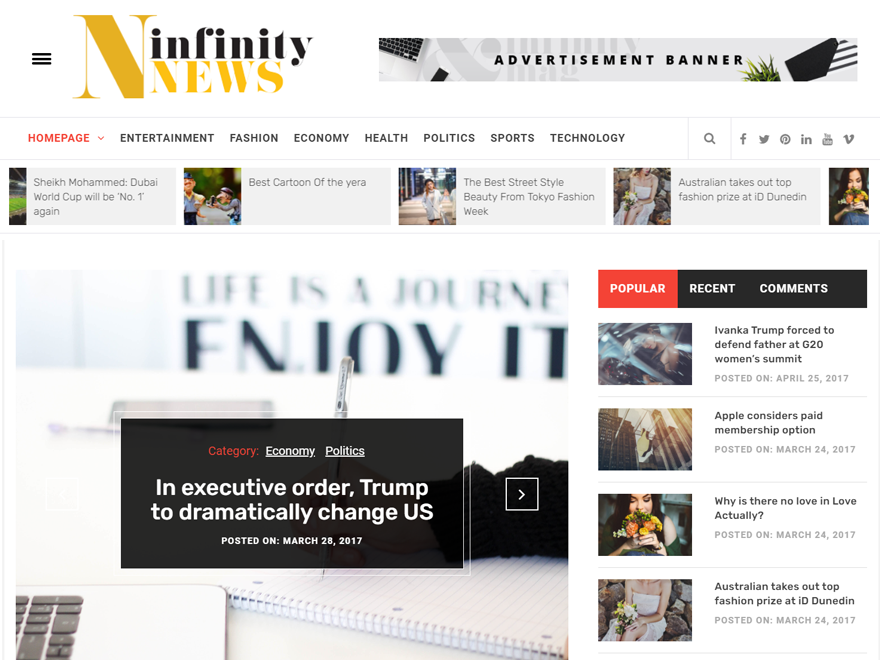 infinity
NEWS
ADVERTISEMENT BANNER
HOMEPAGE
ENTERTAINMENT
FASHION
ECONOMY
HEALTH
POLITICS
SPORTS
TECHNOLOGY
Sheikh Mohammed: Dubai
World Cup will be 'No. 1'
again
Best Cartoon Of the yera
The Best Street Style
Beauty From Tokyo Fashion
Week
Australian takes out top
fashion prize at iD Dunedin
LIFE IS A JOURNEY
ENJOY IT
Category: Economy Politics
In executive order, Trump
to dramatically change US
POSTED ON: MARCH 28, 2017
POPULAR
RECENT
COMMENTS
Ivanka Trump forced to
defend father at G20
women's summit
POSTED ON: APRIL 25, 2017
Apple considers paid
membership option
POSTED ON: MARCH 24, 2017
Why is there no love in Love
Actually?
POSTED ON: MARCH 24, 2017
Australian takes out top
fashion prize at iD Dunedin
POSTED ON: MARCH 24, 2017